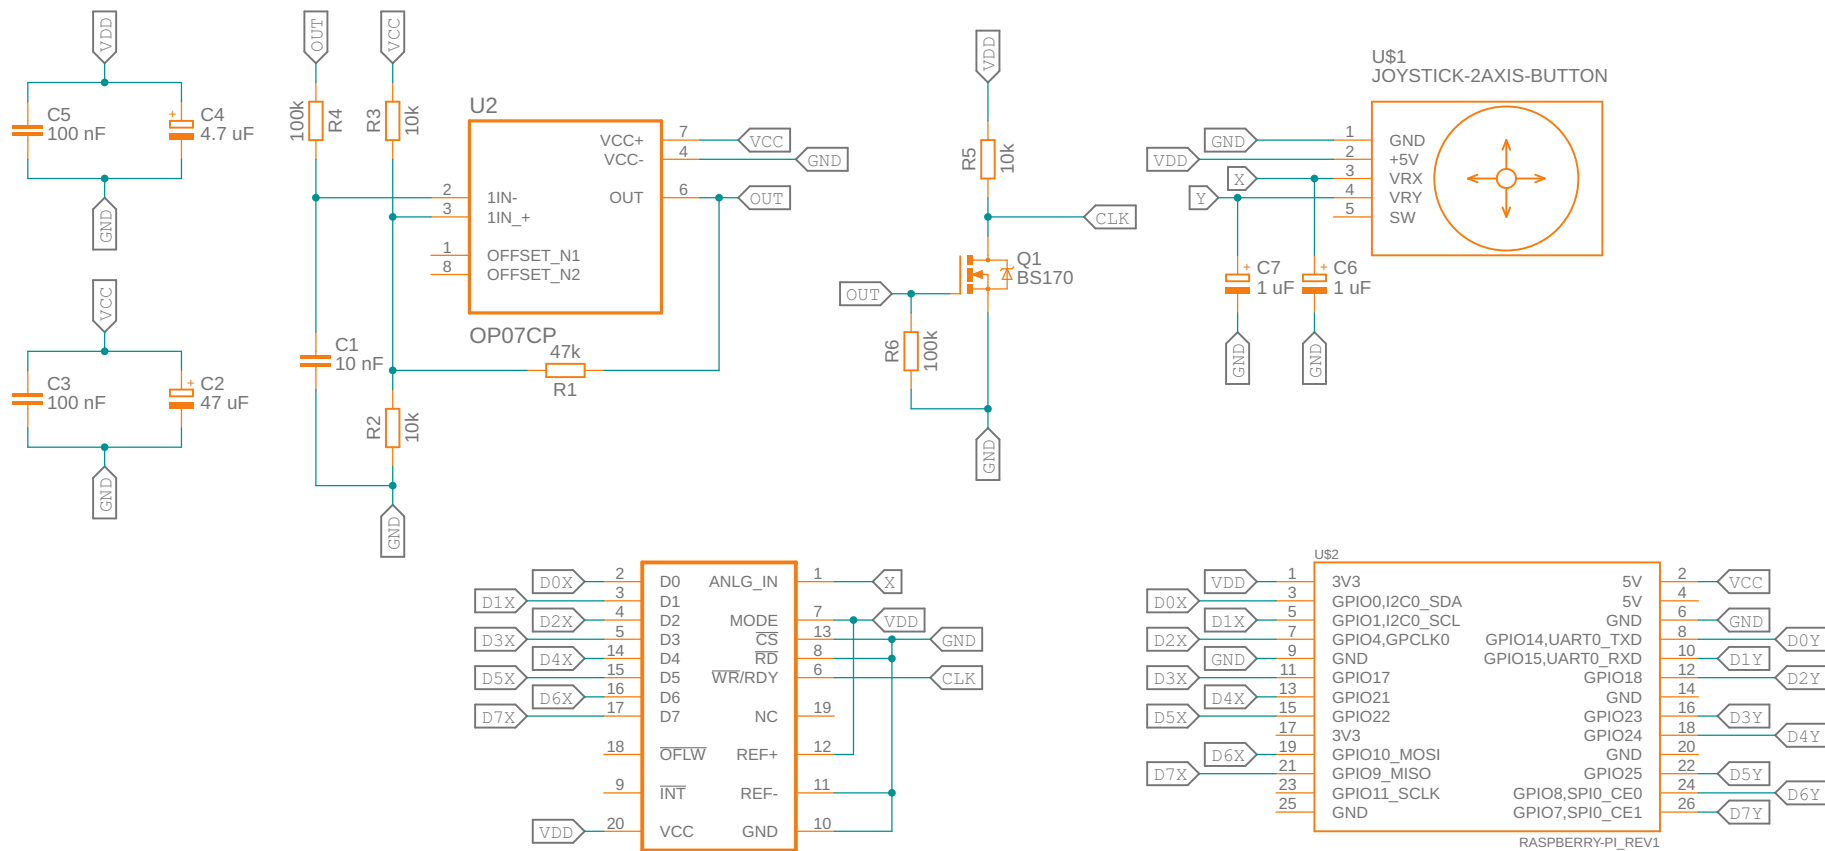 VDD
C5
100 nF
C4
4.7 uF
+
GND
VCC
C3
100 nF
C2
47 uF
+
GND
OUT
VCC
100k
R4
R3
10k
U2
2
3
1
8
1IN-
1IN_+
OFFSET_N1
OFFSET_N2
VCC+
VCC-
OUT
7
4
6
VCC
GND
OUT
OP07CP
C1
10 nF
47k
R1
R2
10k
GND
VDD
R5
10k
CLK
Q1
BS170
OUT
R6
100k
GND
U$1
JOYSTICK-2AXIS-BUTTON
GND
1
GND
VDD
2
+5V
X
3
VRX
Y
4
VRY
5
SW
C7
1 uF
+
C6
1 uF
+
GND
GND
D0X
2
D0
ANLG_IN
1
X
D1X
3
D1
D2X
4
D2
MODE
7
VDD
D3X
5
D3
CS
13
GND
D4X
14
D4
RD
8
D5X
15
D5
WR/RDY
6
CLK
D6X
16
D6
D7X
17
D7
NC
19
18
OFLW
REF+
12
9
INT
REF-
11
VDD
20
VCC
GND
10
U$2
VDD
1
3V3
5V
2
VCC
D0X
3
GPIO0,I2C0_SDA
5V
4
D1X
5
GPIO1,I2C0_SCL
GND
6
GND
D2X
7
GPIO4,GPCLK0
GPIO14,UART0_TXD
8
D0Y
GND
9
GND
GPIO15,UART0_RXD
10
D1Y
D3X
11
GPIO17
GPIO18
12
D2Y
D4X
13
GPIO21
GND
14
D5X
15
GPIO22
GPIO23
16
D3Y
17
3V3
GPIO24
18
D4Y
D6X
19
GPIO10_MOSI
GND
20
D7X
21
GPIO9_MISO
GPIO25
22
D5Y
23
GPIO11_SCLK
GPIO8,SPI0_CE0
24
D6Y
25
GND
GPIO7,SPI0_CE1
26
D7Y
RASPBERRY-PI_REV1